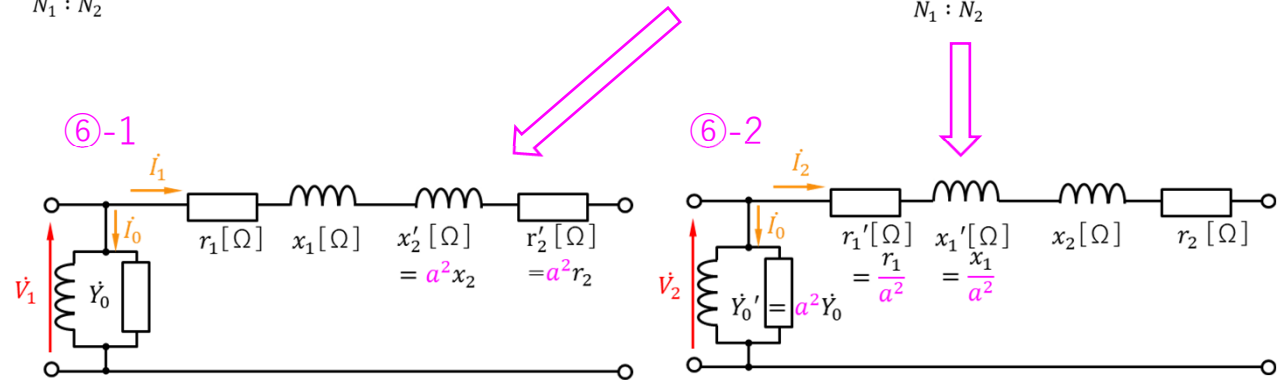 N₁ : N₂
N₁ : N₂
⑥-1
⑥-2
İ₁
İ₂
İ₀
İ₀
r₁[Ω]
x₁[Ω]
x₂′[Ω]
= a²x₂
r₂′[Ω]
=a²r₂
r₁′[Ω]
= r₁/a²
x₁′[Ω]
= x₁/a²
x₂[Ω]
r₂ [Ω]
V̇₁
Ẏ₀
V̇₂
Ẏ₀′ = a²Ẏ₀